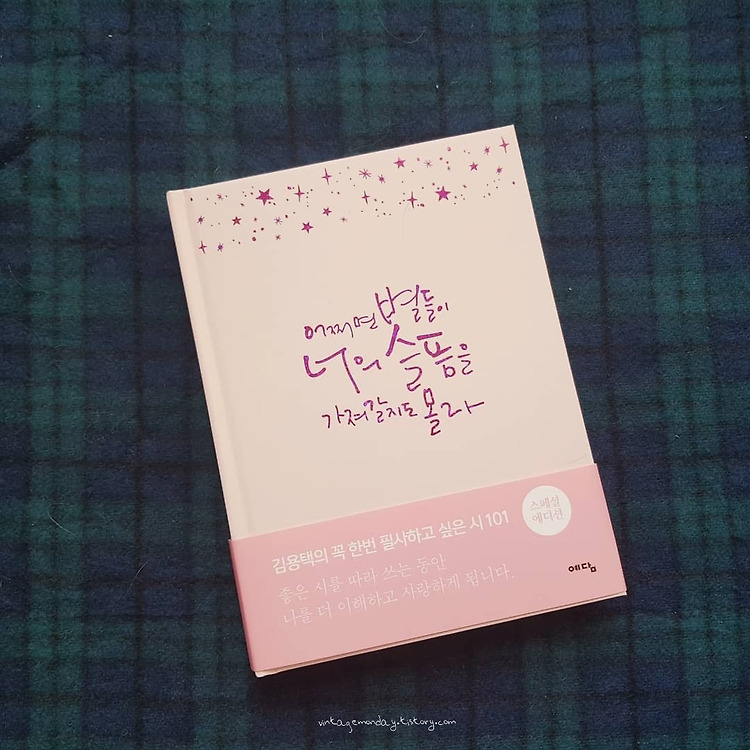 어쩌면 별들이
너의 슬픔을
가져갈지도 몰라
스페셜
에디션
김용택의 꼭 한번 필사하고 싶은 시 101
좋은 시를 따라 쓰는 동안
나를 더 이해하고 사랑하게 됩니다.
예담
vintagemonday.tistory.com